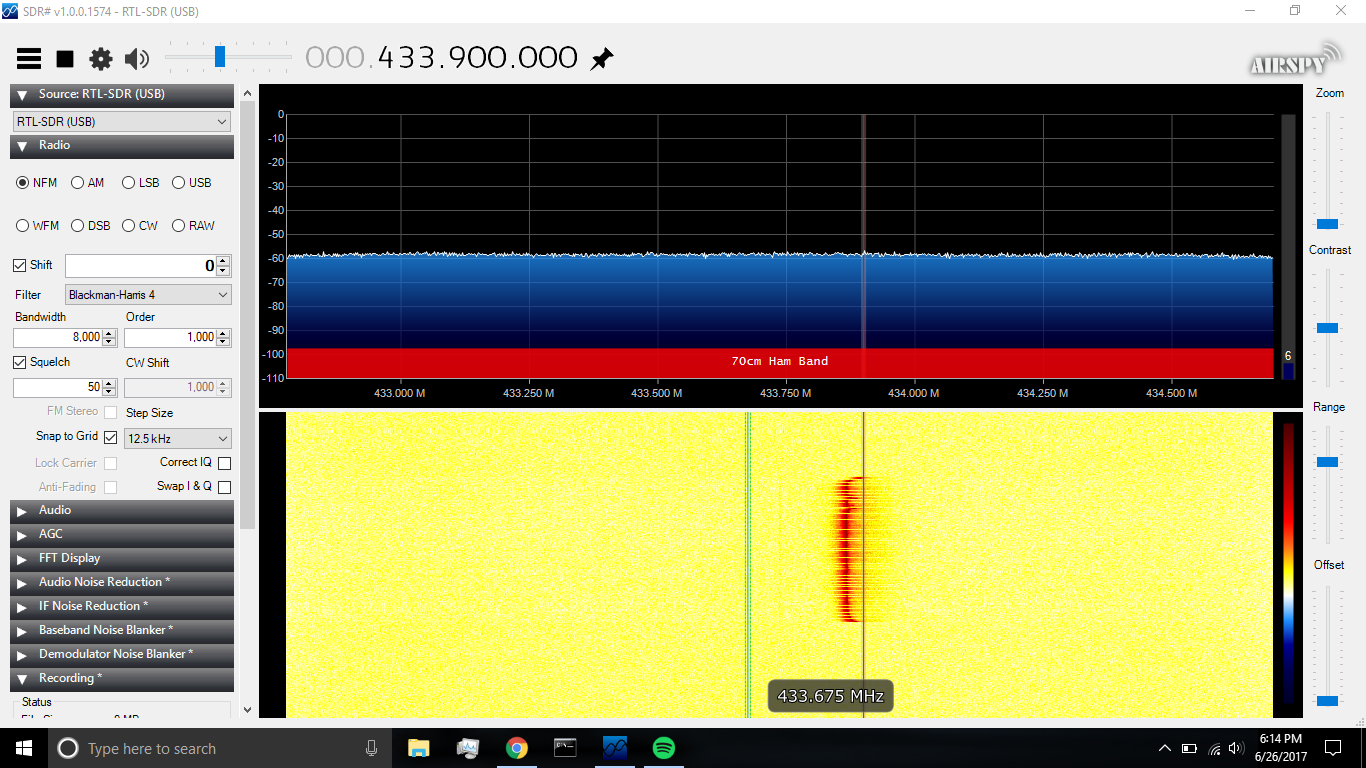 SDR# v1.0.0.1574 - RTL-SDR (USB)
000.433.900.000
AIRSPY
Source: RTL-SDR (USB)
RTL-SDR (USB)
Radio
NFM AM LSB USB
WFM DSB CW RAW
Shift 0
Filter Blackman-Harris 4
Bandwidth Order
8,000 1,000
Squelch CW Shift
50 1,000
FM Stereo Step Size
Snap to Grid 12.5 kHz
Lock Carrier Correct IQ
Anti-Fading Swap I & Q
Audio
AGC
FFT Display
Audio Noise Reduction *
IF Noise Reduction *
Baseband Noise Blanker *
Demodulator Noise Blanker *
Recording *
Status
0
-10
-20
-30
-40
-50
-60
-70
-80
-90
-100
-110
70cm Ham Band
6
433.000 M 433.250 M 433.500 M 433.750 M 434.000 M 434.250 M 434.500 M
433.675 MHz
Zoom
Contrast
Range
Offset
Type here to search
6:14 PM
6/26/2017